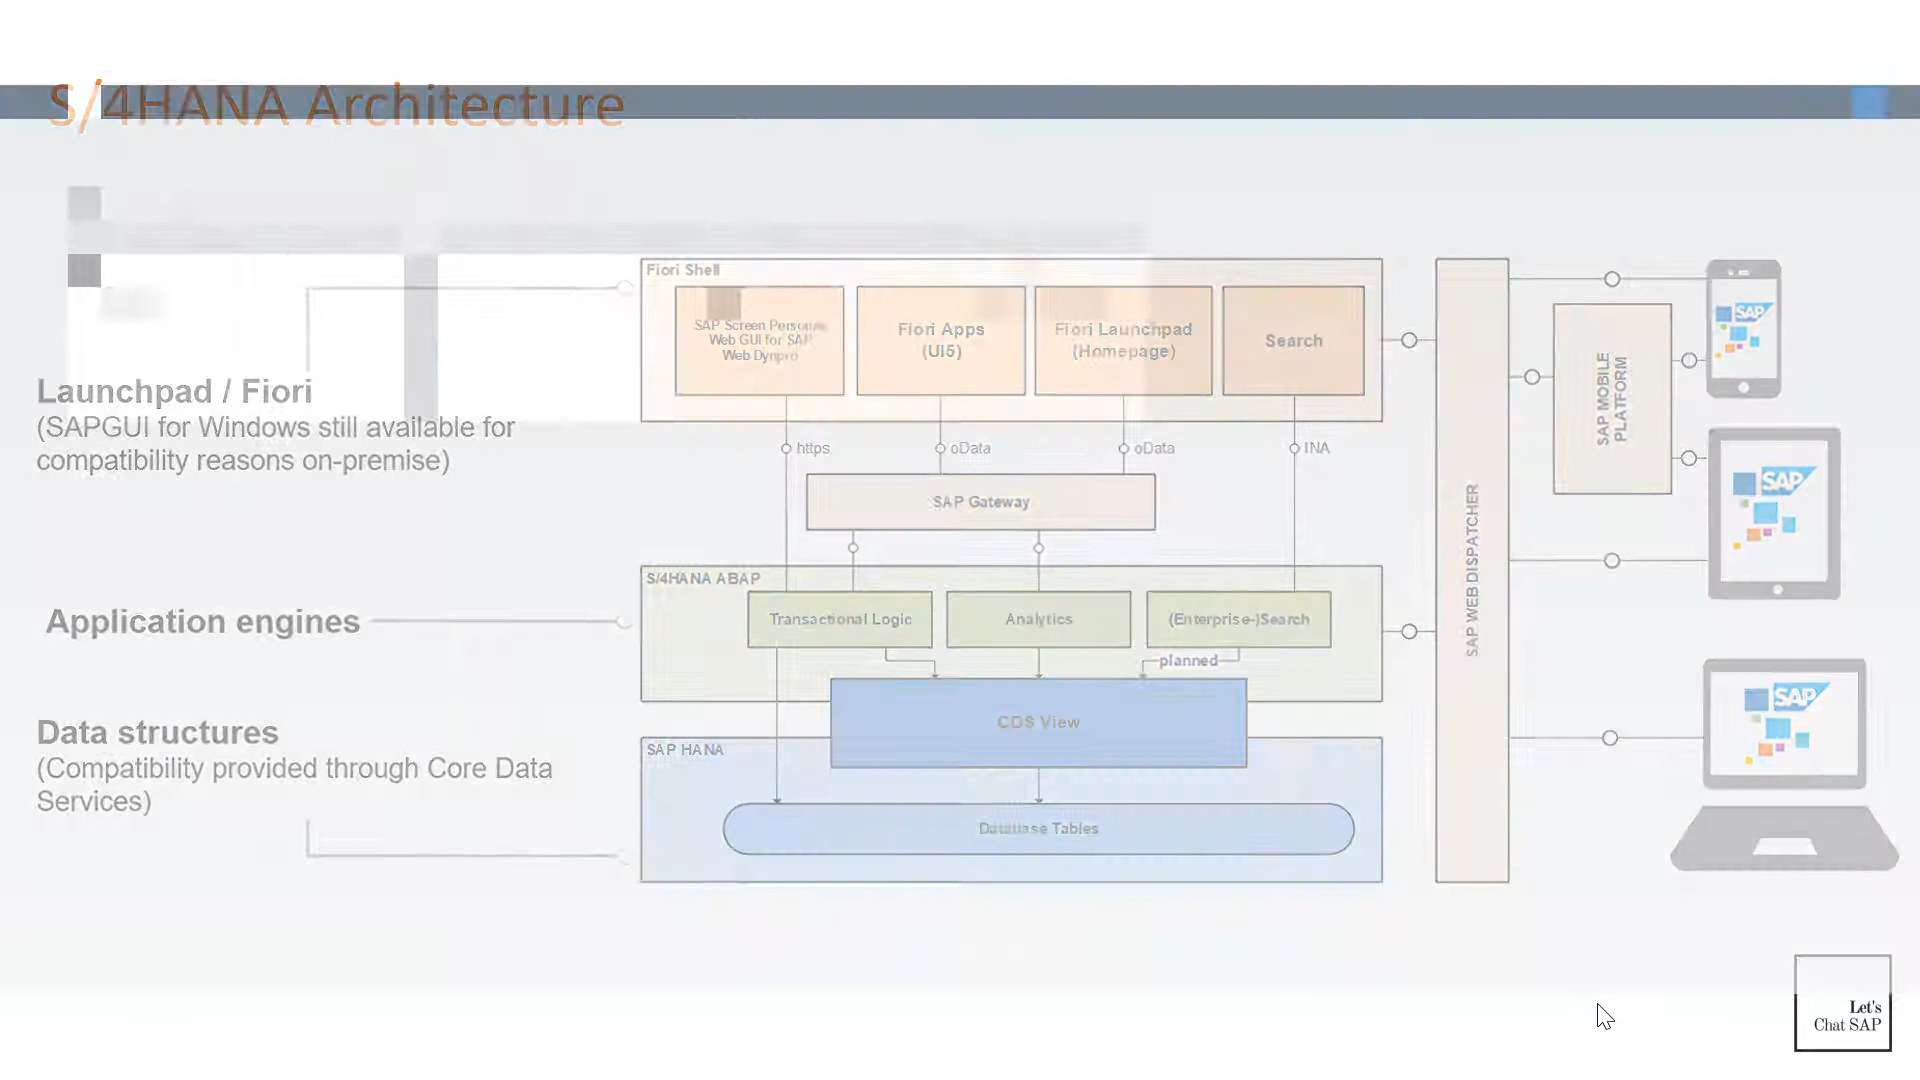 S/4HANA Architecture
Launchpad / Fiori
(SAPGUI for Windows still available for
compatibility reasons on-premise)
Application engines
Data structures
(Compatibility provided through Core Data
Services)
Fiori Shell
SAP Screen Personas
Web GUI for SAP
Web Dynpro
Fiori Apps
(UI5)
Fiori Launchpad
(Homepage)
Search
https
oData
oData
INA
SAP Gateway
S/4HANA ABAP
Transactional Logic
Analytics
(Enterprise-)Search
planned
CDS View
SAP HANA
Database Tables
SAP WEB DISPATCHER
SAP MOBILE
PLATFORM
SAP
SAP
SAP
Let's
Chat SAP